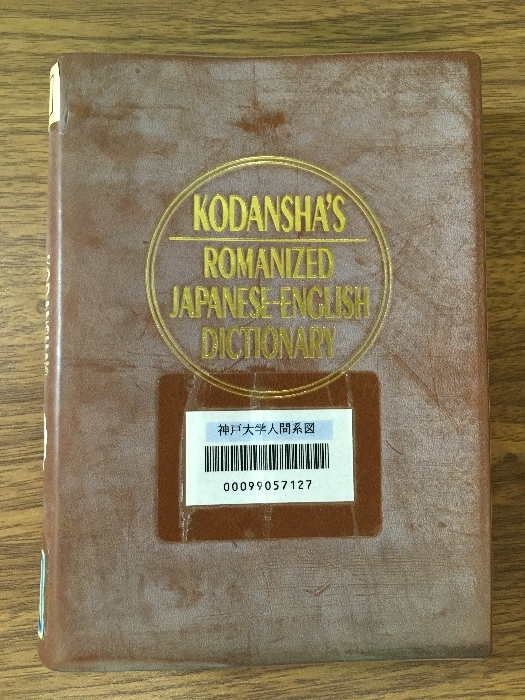 KODANSHA'S
ROMANIZED
JAPANESE-ENGLISH
DICTIONARY
神戸大学人間系図
00099057127